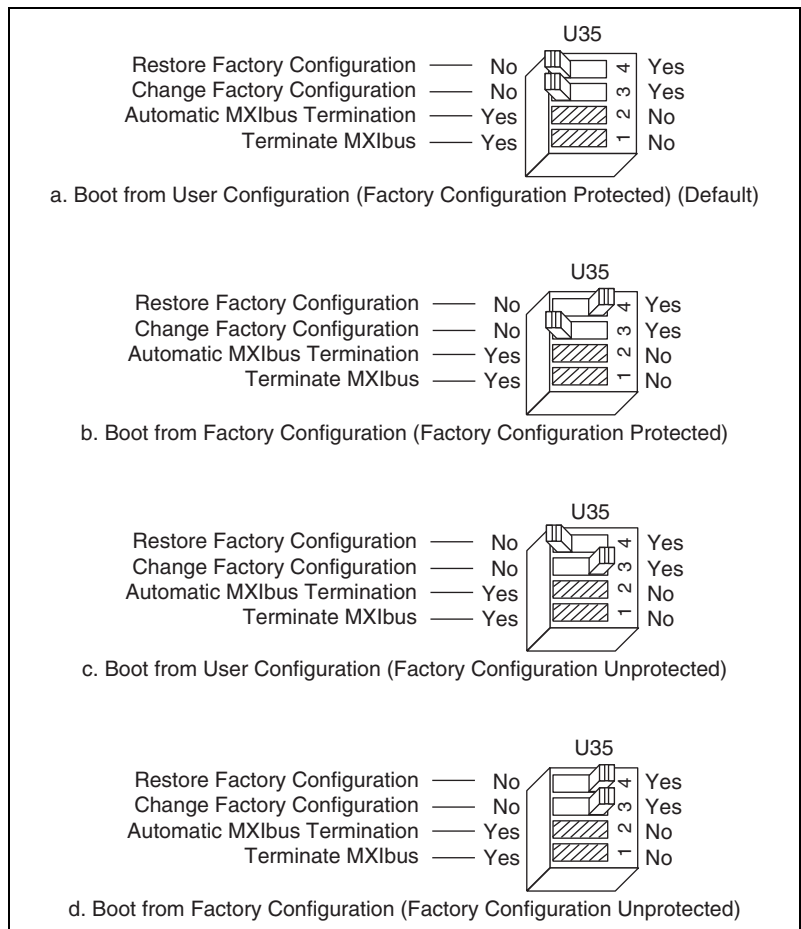 U35
Restore Factory Configuration No 4 Yes
Change Factory Configuration No 3 Yes
Automatic MXIbus Termination Yes 2 No
Terminate MXIbus Yes 1 No
a. Boot from User Configuration (Factory Configuration Protected) (Default)
U35
Restore Factory Configuration No 4 Yes
Change Factory Configuration No 3 Yes
Automatic MXIbus Termination Yes 2 No
Terminate MXIbus Yes 1 No
b. Boot from Factory Configuration (Factory Configuration Protected)
U35
Restore Factory Configuration No 4 Yes
Change Factory Configuration No 3 Yes
Automatic MXIbus Termination Yes 2 No
Terminate MXIbus Yes 1 No
c. Boot from User Configuration (Factory Configuration Unprotected)
U35
Restore Factory Configuration No 4 Yes
Change Factory Configuration No 3 Yes
Automatic MXIbus Termination Yes 2 No
Terminate MXIbus Yes 1 No
d. Boot from Factory Configuration (Factory Configuration Unprotected)